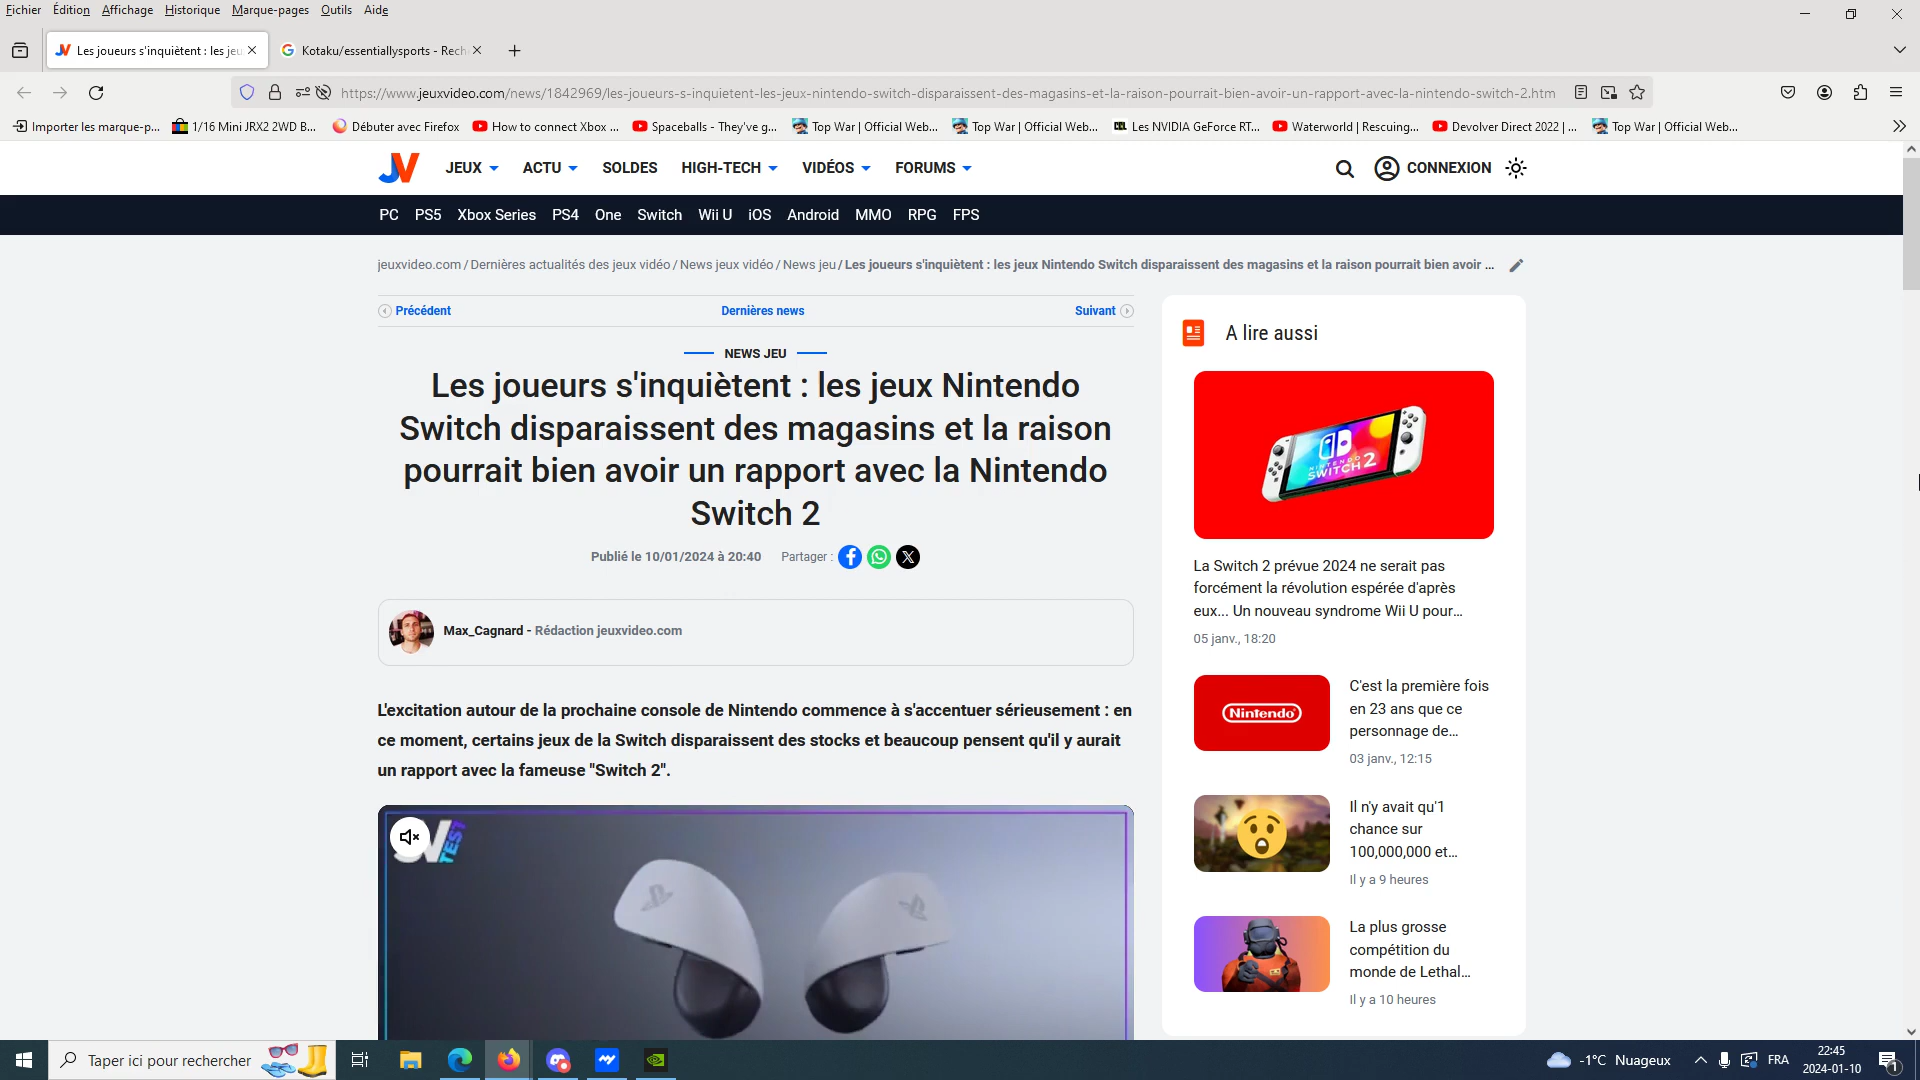 Fichier Édition Affichage Historique Marque-pages Outils Aide
Les joueurs s'inquiètent : les jeu
Kotaku/essentiallysports - Rech
https://www.jeuxvideo.com/news/1842969/les-joueurs-s-inquietent-les-jeux-nintendo-switch-disparaissent-des-magasins-et-la-raison-pourrait-bien-avoir-un-rapport-avec-la-nintendo-switch-2.htm
Importer les marque-p... 1/16 Mini JRX2 2WD B... Débuter avec Firefox How to connect Xbox ... Spaceballs - They've g... Top War | Official Web... Top War | Official Web... Les NVIDIA GeForce RT... Waterworld | Rescuing... Devolver Direct 2022 | ... Top War | Official Web...
JV JEUX ACTU SOLDES HIGH-TECH VIDÉOS FORUMS CONNEXION
PC PS5 Xbox Series PS4 One Switch Wii U iOS Android MMO RPG FPS
jeuxvideo.com / Dernières actualités des jeux vidéo / News jeux vidéo / News jeu / Les joueurs s'inquiètent : les jeux Nintendo Switch disparaissent des magasins et la raison pourrait bien avoir ...
Précédent Dernières news Suivant
NEWS JEU
Les joueurs s'inquiètent : les jeux Nintendo
Switch disparaissent des magasins et la raison
pourrait bien avoir un rapport avec la Nintendo
Switch 2
Publié le 10/01/2024 à 20:40 Partager :
Max_Cagnard - Rédaction jeuxvideo.com
L'excitation autour de la prochaine console de Nintendo commence à s'accentuer sérieusement : en
ce moment, certains jeux de la Switch disparaissent des stocks et beaucoup pensent qu'il y aurait
un rapport avec la fameuse "Switch 2".
TEST
A lire aussi
NINTENDO
SWITCH 2
La Switch 2 prévue 2024 ne serait pas
forcément la révolution espérée d'après
eux... Un nouveau syndrome Wii U pour...
05 janv., 18:20
Nintendo
C'est la première fois
en 23 ans que ce
personnage de...
03 janv., 12:15
Il n'y avait qu'1
chance sur
100,000,000 et...
Il y a 9 heures
La plus grosse
compétition du
monde de Lethal...
Il y a 10 heures
Taper ici pour rechercher
-1°C Nuageux
FRA
22:45
2024-01-10
1